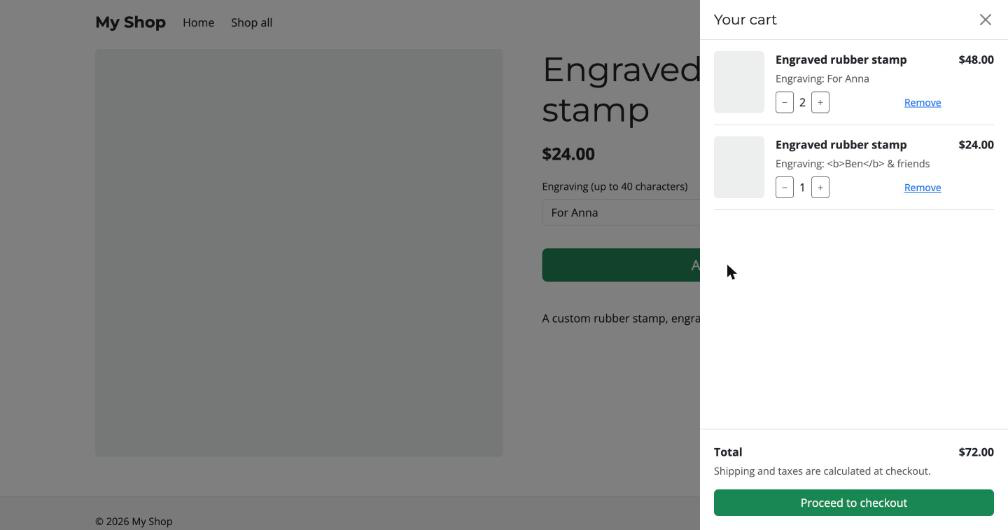 My Shop
Home
Shop all
Engraved
stamp
$24.00
Engraving (up to 40 characters)
For Anna
A custom rubber stamp, engra
© 2026 My Shop
Your cart
Engraved rubber stamp
$48.00
Engraving: For Anna
− 2 +
Remove
Engraved rubber stamp
$24.00
Engraving: <b>Ben</b> & friends
− 1 +
Remove
Total
$72.00
Shipping and taxes are calculated at checkout.
Proceed to checkout